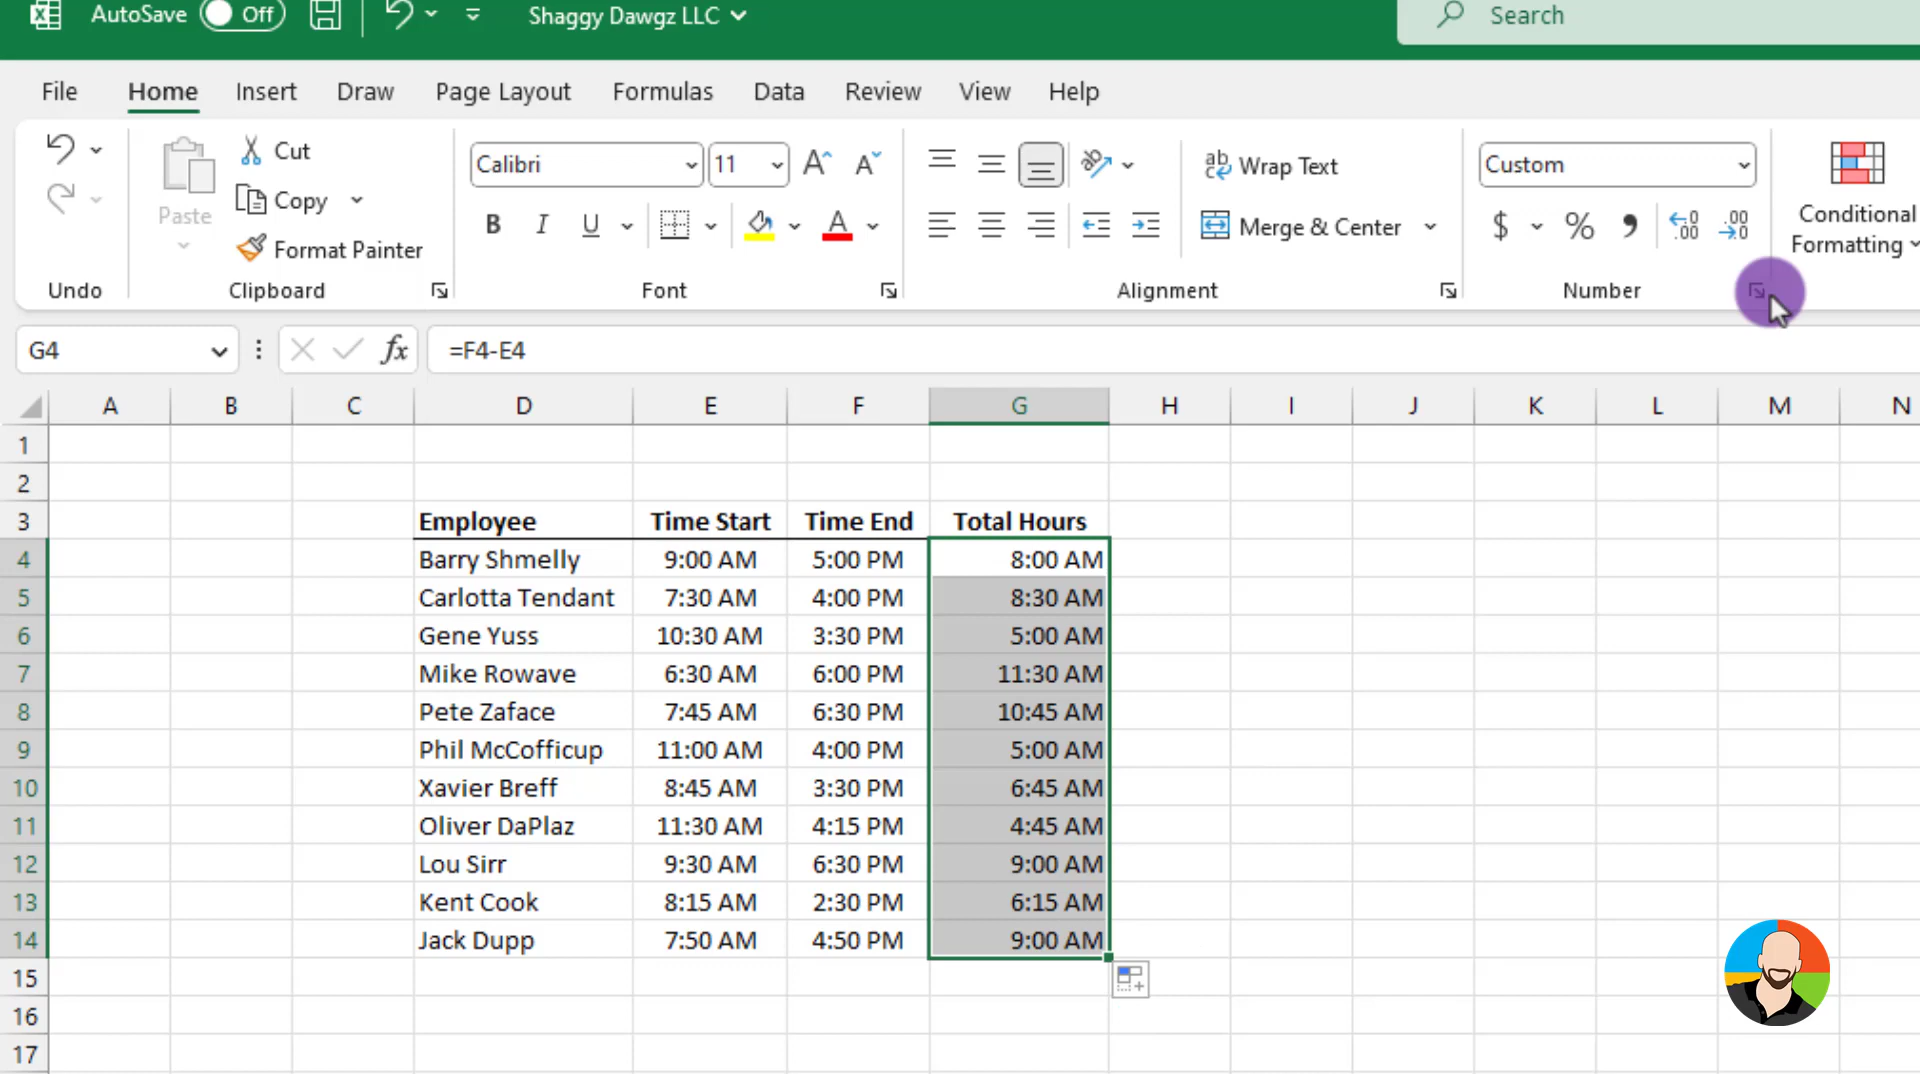 AutoSave Off Shaggy Dawgz LLC Search
File Home Insert Draw Page Layout Formulas Data Review View Help
Paste Cut Copy Format Painter
Calibri 11
B I U A
ab Wrap Text
Merge & Center
Custom
$ % , .00 .00
Conditional
Formatting
Undo Clipboard Font Alignment Number
G4 fx =F4-E4
A B C D E F G H I J K L M N
1
2
3 Employee Time Start Time End Total Hours
4 Barry Shmelly 9:00 AM 5:00 PM 8:00 AM
5 Carlotta Tendant 7:30 AM 4:00 PM 8:30 AM
6 Gene Yuss 10:30 AM 3:30 PM 5:00 AM
7 Mike Rowave 6:30 AM 6:00 PM 11:30 AM
8 Pete Zaface 7:45 AM 6:30 PM 10:45 AM
9 Phil McCofficup 11:00 AM 4:00 PM 5:00 AM
10 Xavier Breff 8:45 AM 3:30 PM 6:45 AM
11 Oliver DaPlaz 11:30 AM 4:15 PM 4:45 AM
12 Lou Sirr 9:30 AM 6:30 PM 9:00 AM
13 Kent Cook 8:15 AM 2:30 PM 6:15 AM
14 Jack Dupp 7:50 AM 4:50 PM 9:00 AM
15
16
17